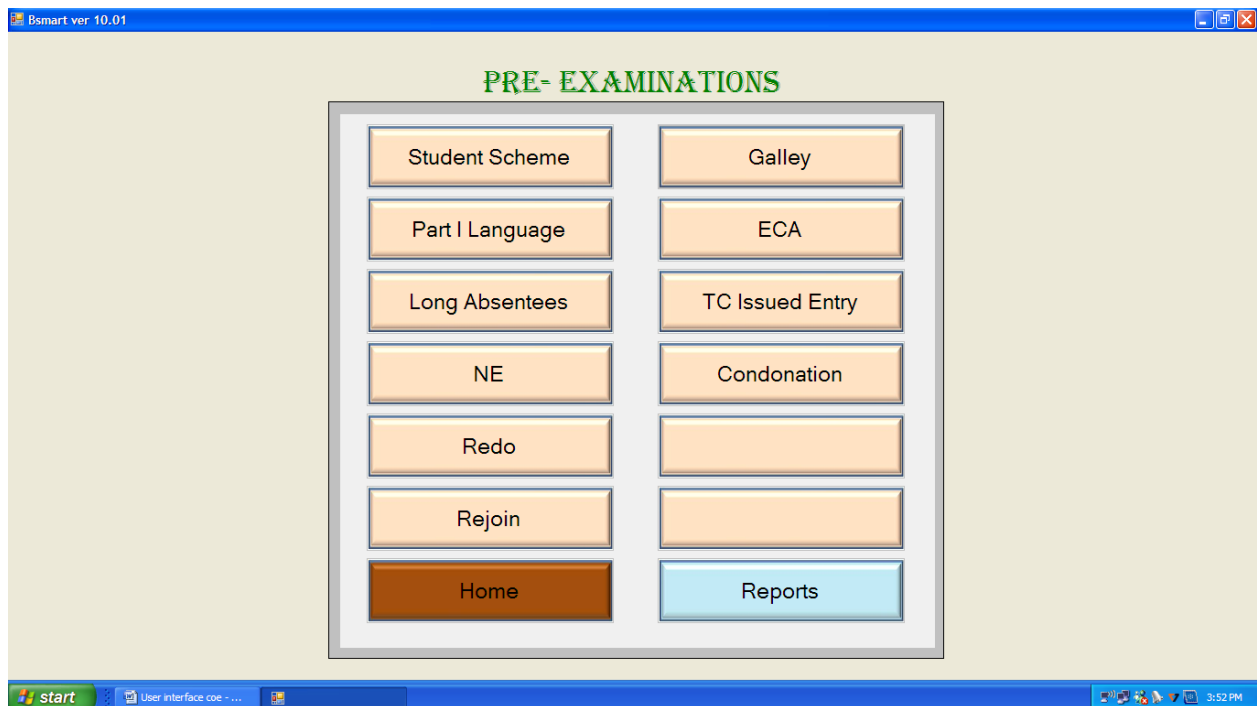 Bsmart ver 10.01
PRE- EXAMINATIONS
Student Scheme
Galley
Part I Language
ECA
Long Absentees
TC Issued Entry
NE
Condonation
Redo
Rejoin
Home
Reports
start
User interface coe - ...
3:52 PM